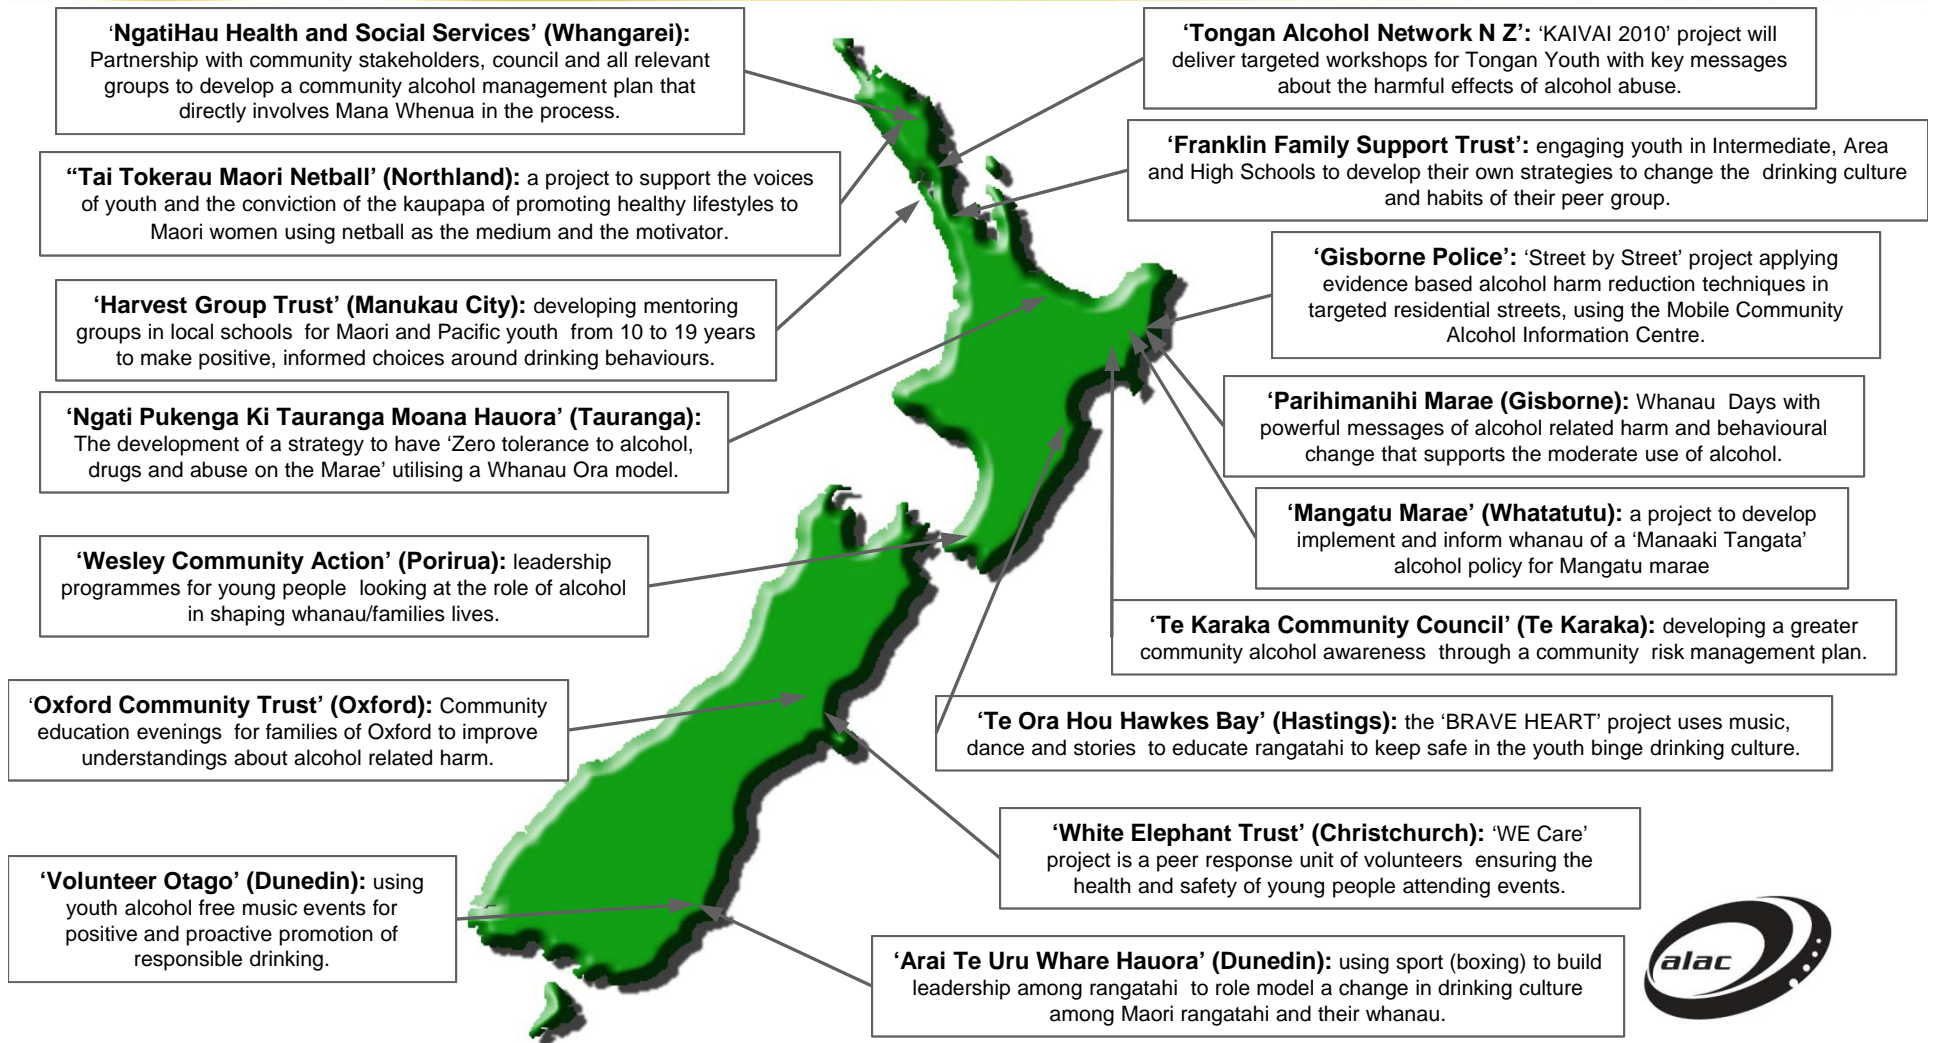 ‘NgatiHau Health and Social Services’ (Whangarei):
Partnership with community stakeholders, council and all relevant
groups to develop a community alcohol management plan that
directly involves Mana Whenua in the process.
“Tai Tokerau Maori Netball’ (Northland): a project to support the voices
of youth and the conviction of the kaupapa of promoting healthy lifestyles to
Maori women using netball as the medium and the motivator.
‘Harvest Group Trust’ (Manukau City): developing mentoring
groups in local schools for Maori and Pacific youth from 10 to 19 years
to make positive, informed choices around drinking behaviours.
‘Ngati Pukenga Ki Tauranga Moana Hauora’ (Tauranga):
The development of a strategy to have ‘Zero tolerance to alcohol,
drugs and abuse on the Marae’ utilising a Whanau Ora model.
‘Wesley Community Action’ (Porirua): leadership
programmes for young people looking at the role of alcohol
in shaping whanau/families lives.
‘Oxford Community Trust’ (Oxford): Community
education evenings for families of Oxford to improve
understandings about alcohol related harm.
‘Volunteer Otago’ (Dunedin): using
youth alcohol free music events for
positive and proactive promotion of
responsible drinking.
‘Tongan Alcohol Network N Z’: ‘KAIVAI 2010’ project will
deliver targeted workshops for Tongan Youth with key messages
about the harmful effects of alcohol abuse.
‘Franklin Family Support Trust’: engaging youth in Intermediate, Area
and High Schools to develop their own strategies to change the drinking culture
and habits of their peer group.
‘Gisborne Police’: ‘Street by Street’ project applying
evidence based alcohol harm reduction techniques in
targeted residential streets, using the Mobile Community
Alcohol Information Centre.
‘Parihimanihi Marae (Gisborne): Whanau Days with
powerful messages of alcohol related harm and behavioural
change that supports the moderate use of alcohol.
‘Mangatu Marae’ (Whatatutu): a project to develop
implement and inform whanau of a ‘Manaaki Tangata’
alcohol policy for Mangatu marae
‘Te Karaka Community Council’ (Te Karaka): developing a greater
community alcohol awareness through a community risk management plan.
‘Te Ora Hou Hawkes Bay’ (Hastings): the ‘BRAVE HEART’ project uses music,
dance and stories to educate rangatahi to keep safe in the youth binge drinking culture.
‘White Elephant Trust’ (Christchurch): ‘WE Care’
project is a peer response unit of volunteers ensuring the
health and safety of young people attending events.
‘Arai Te Uru Whare Hauora’ (Dunedin): using sport (boxing) to build
leadership among rangatahi to role model a change in drinking culture
among Maori rangatahi and their whanau.
alac